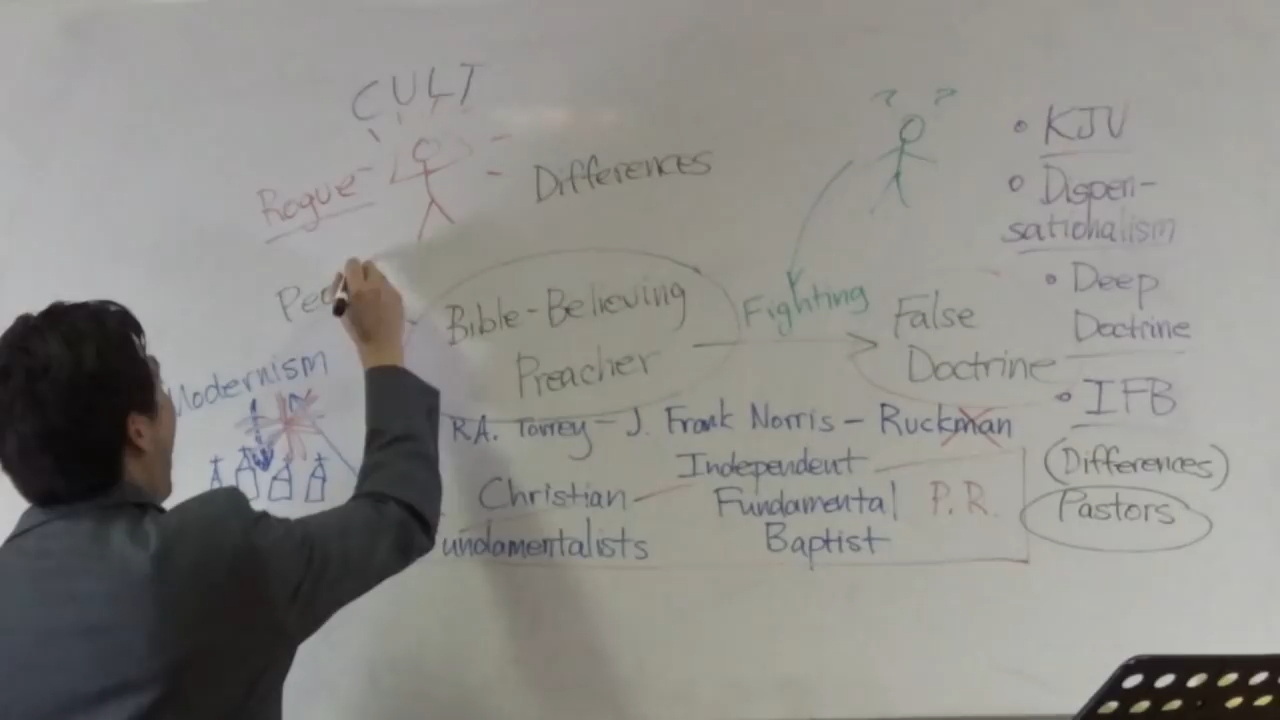 CULT
Rogue
Differences
Modernism
Bible-Believing
Preacher
Fighting
False
Doctrine
R.A. Torrey - J. Frank Norris - Ruckman
Christian
undamentalists
Independent
Fundamental
Baptist
P.R.
? ?
• KJV
• Dispen-
sationalism
• Deep
Doctrine
• IFB
(Differences)
Pastors